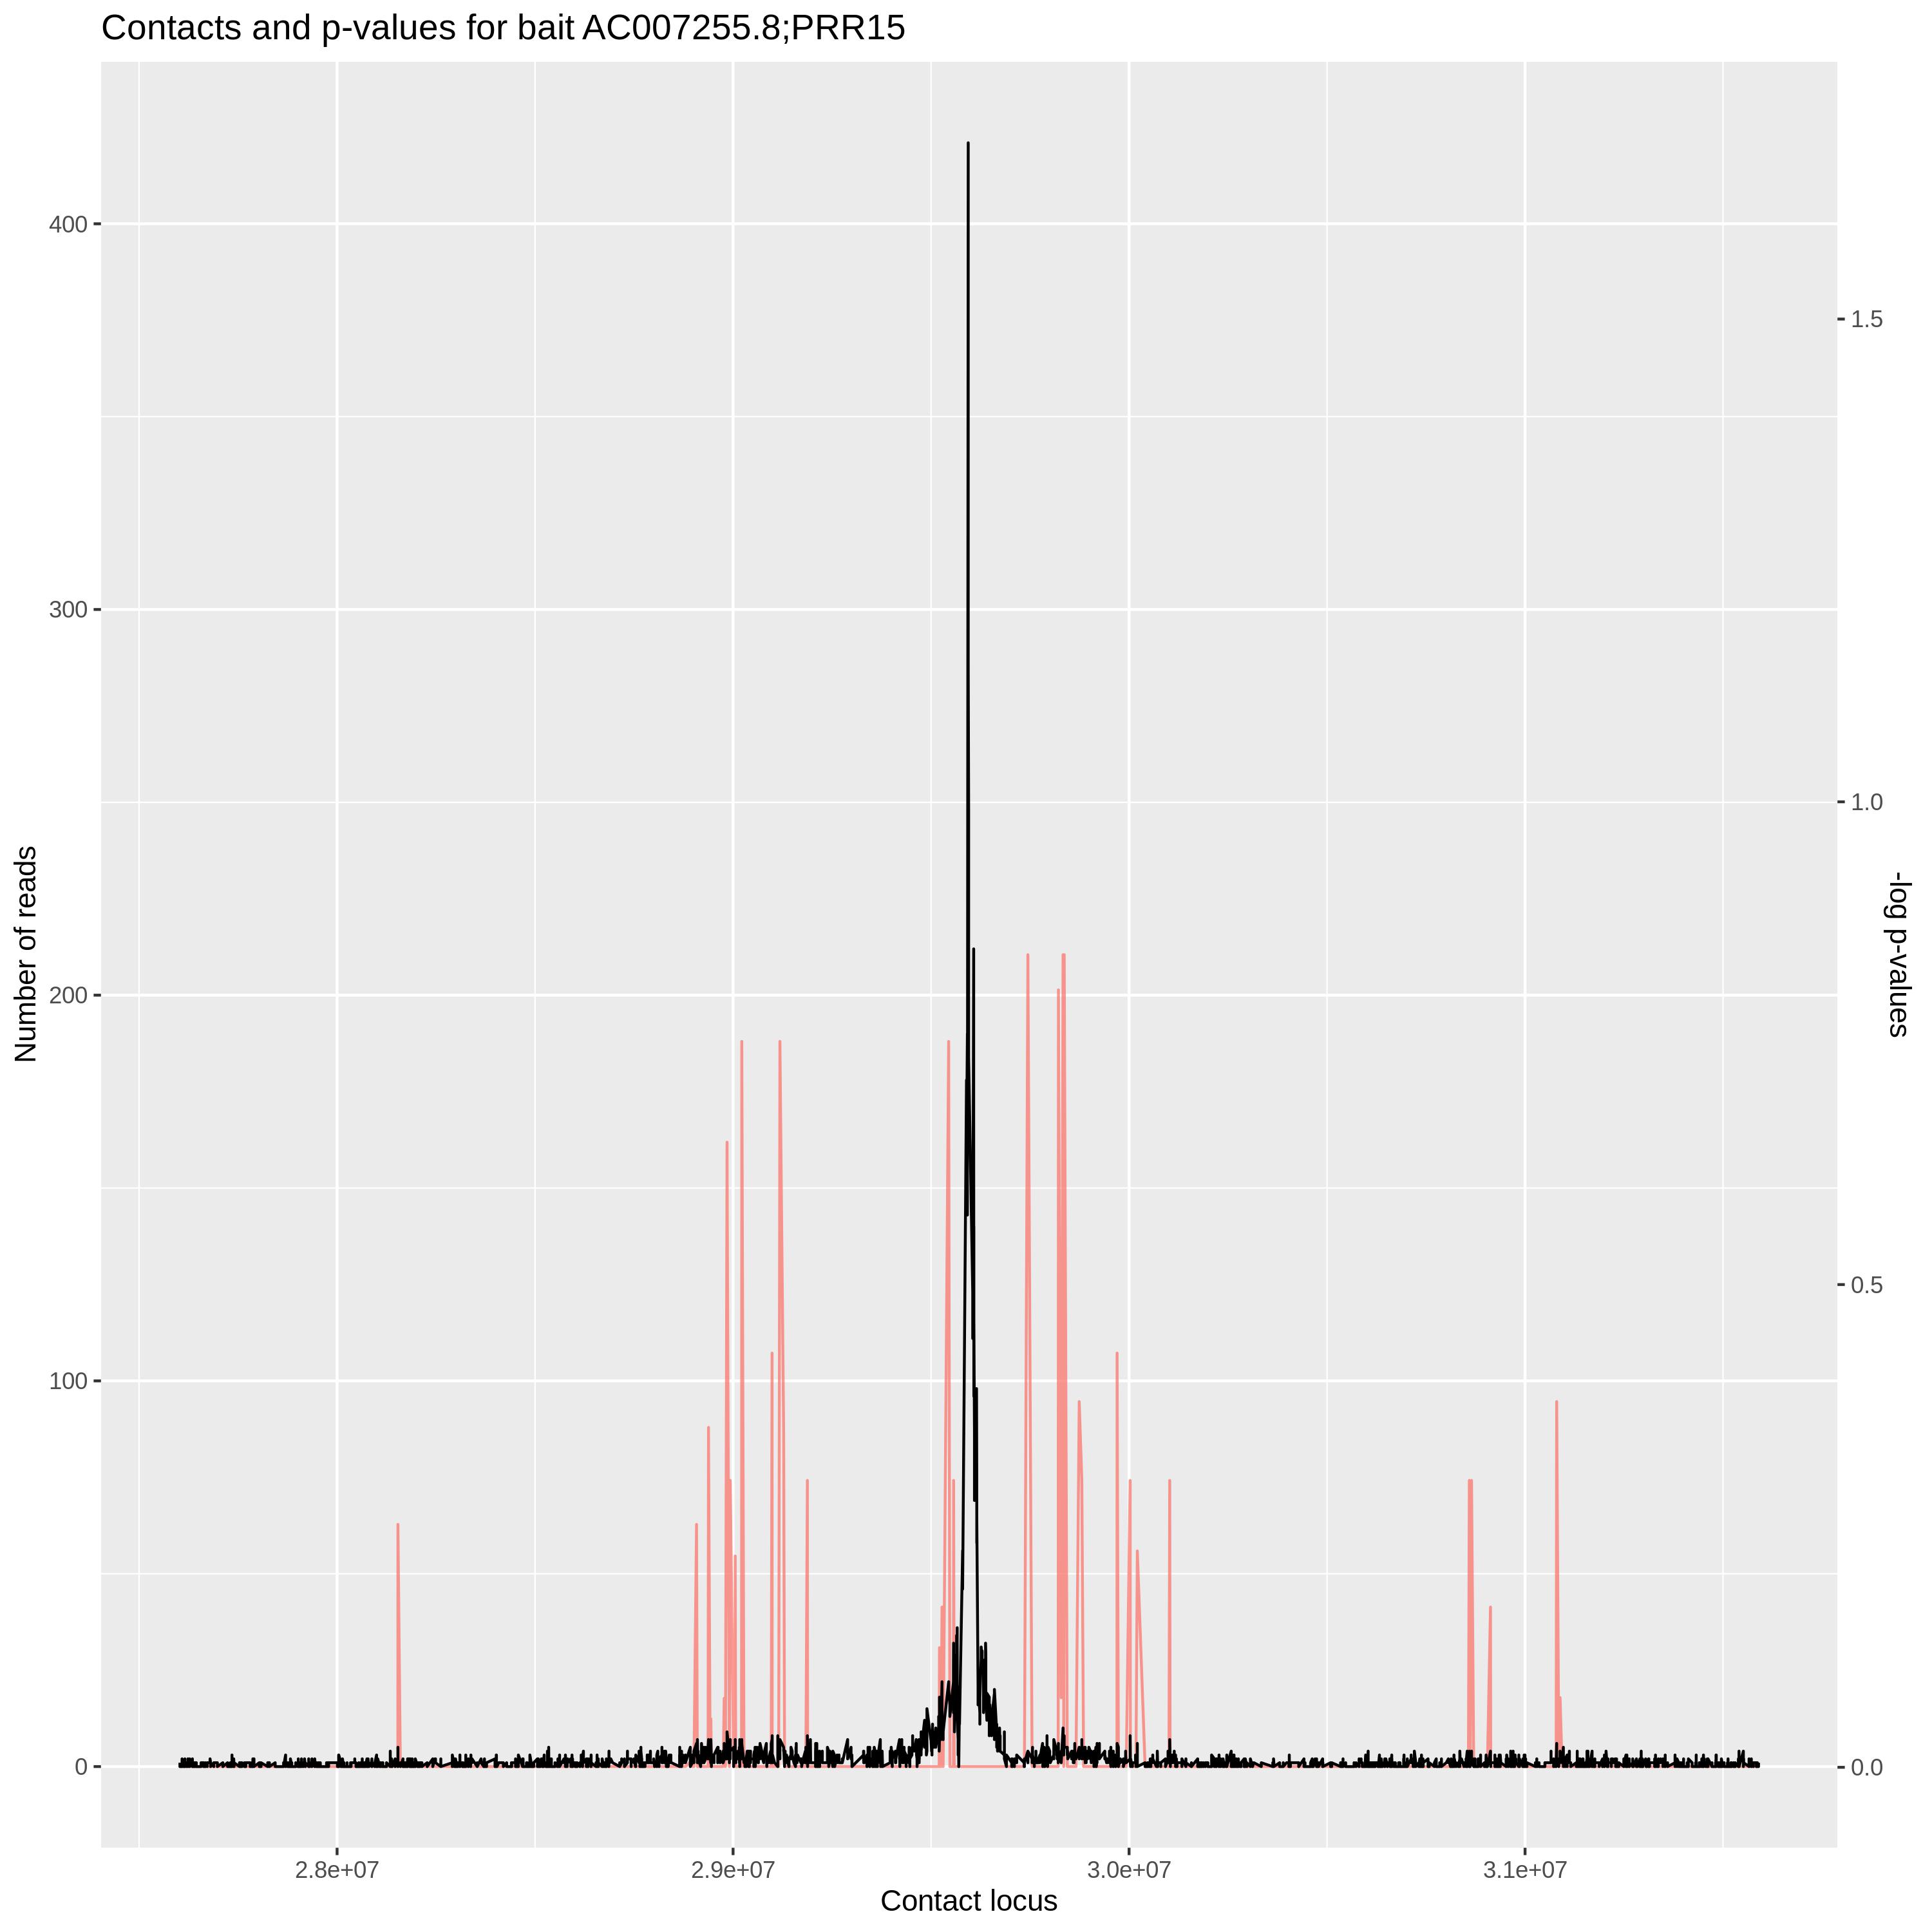 Contacts and p-values for bait AC007255.8;PRR15
400
300
200
100
0
Number of reads
1.5
1.0
0.5
0.0
-log p-values
2.8e+07
2.9e+07
3.0e+07
3.1e+07
Contact locus